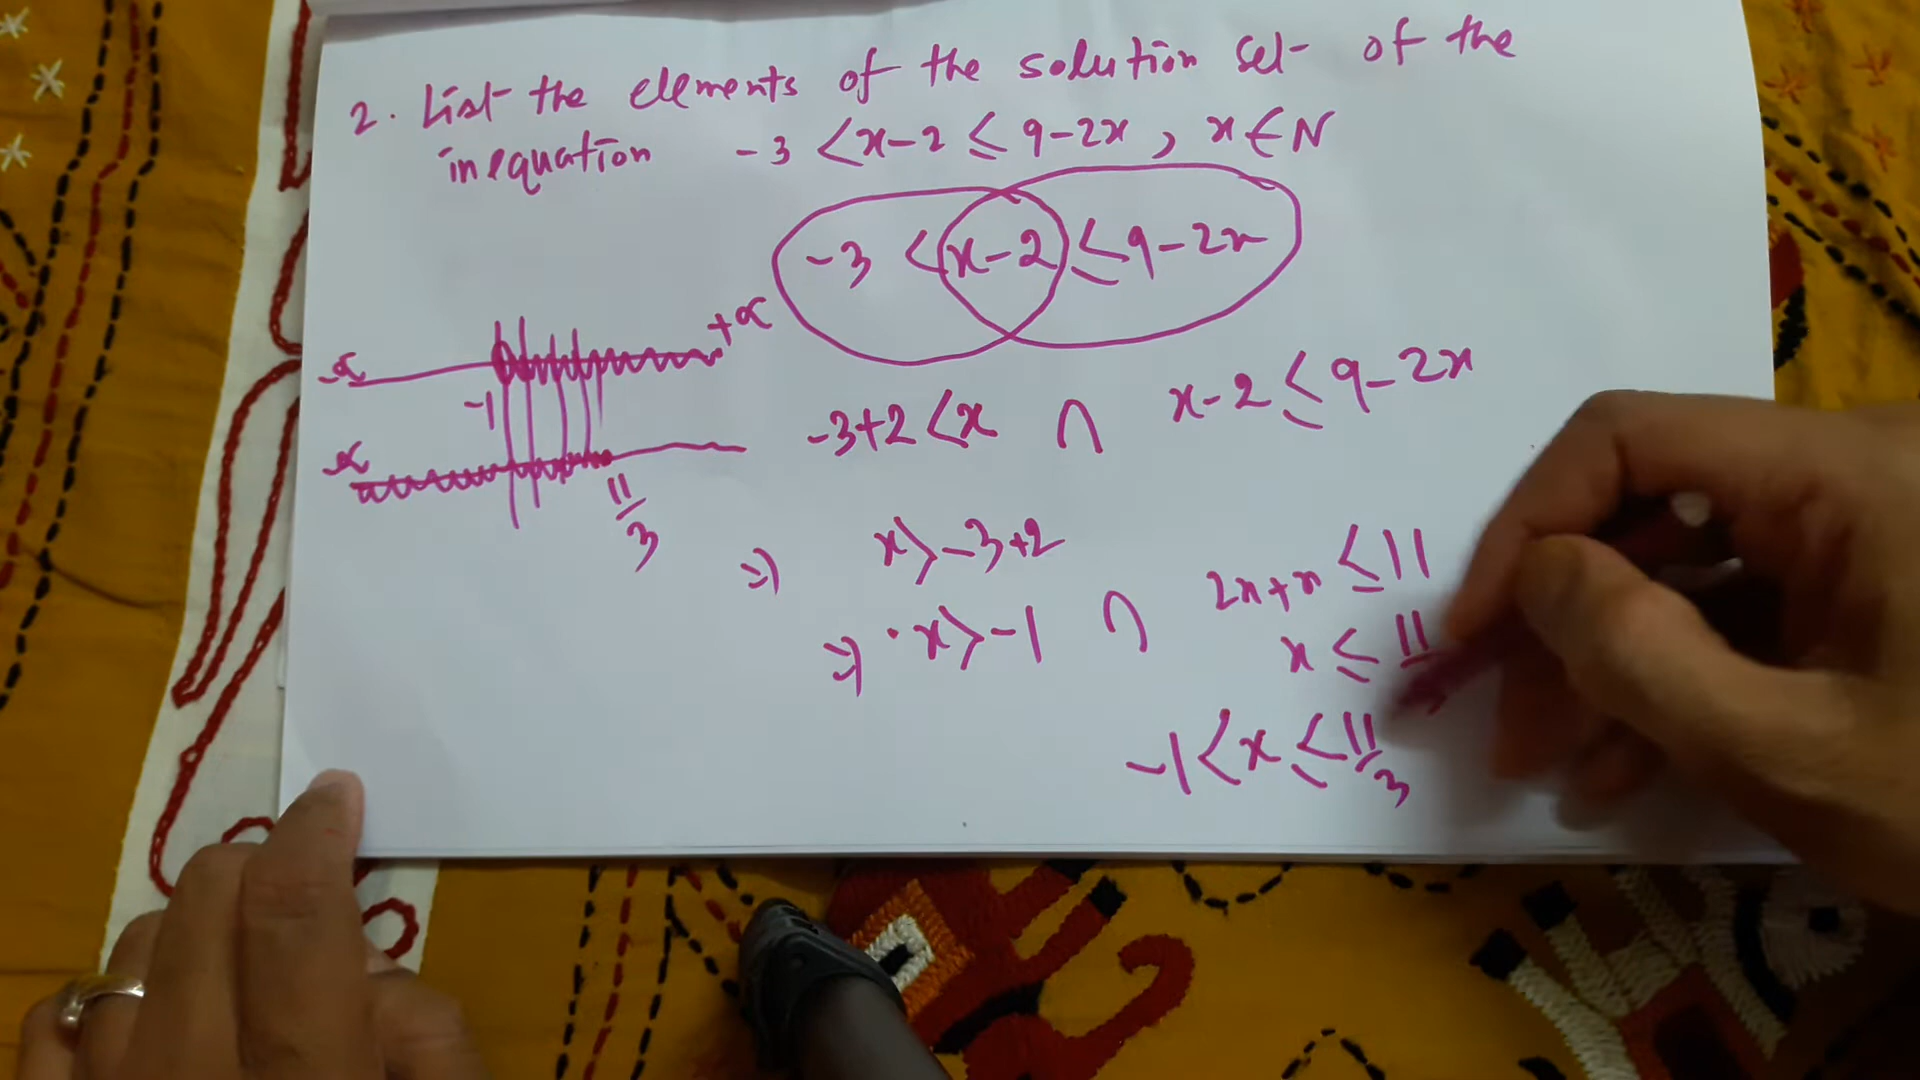 2. List the elements of the solution set of the
inequation -3 < x-2 ≤ 9-2x, x ∈ N
-3 < x-2 ≤ 9-2x
-∝ +∝
-1
-∝
11/3
-3+2 < x ∩ x-2 ≤ 9-2x
⇒ x > -3+2 2x+x ≤ 11
⇒ x > -1 ∩ x ≤ 11
-1 < x ≤ 11/3